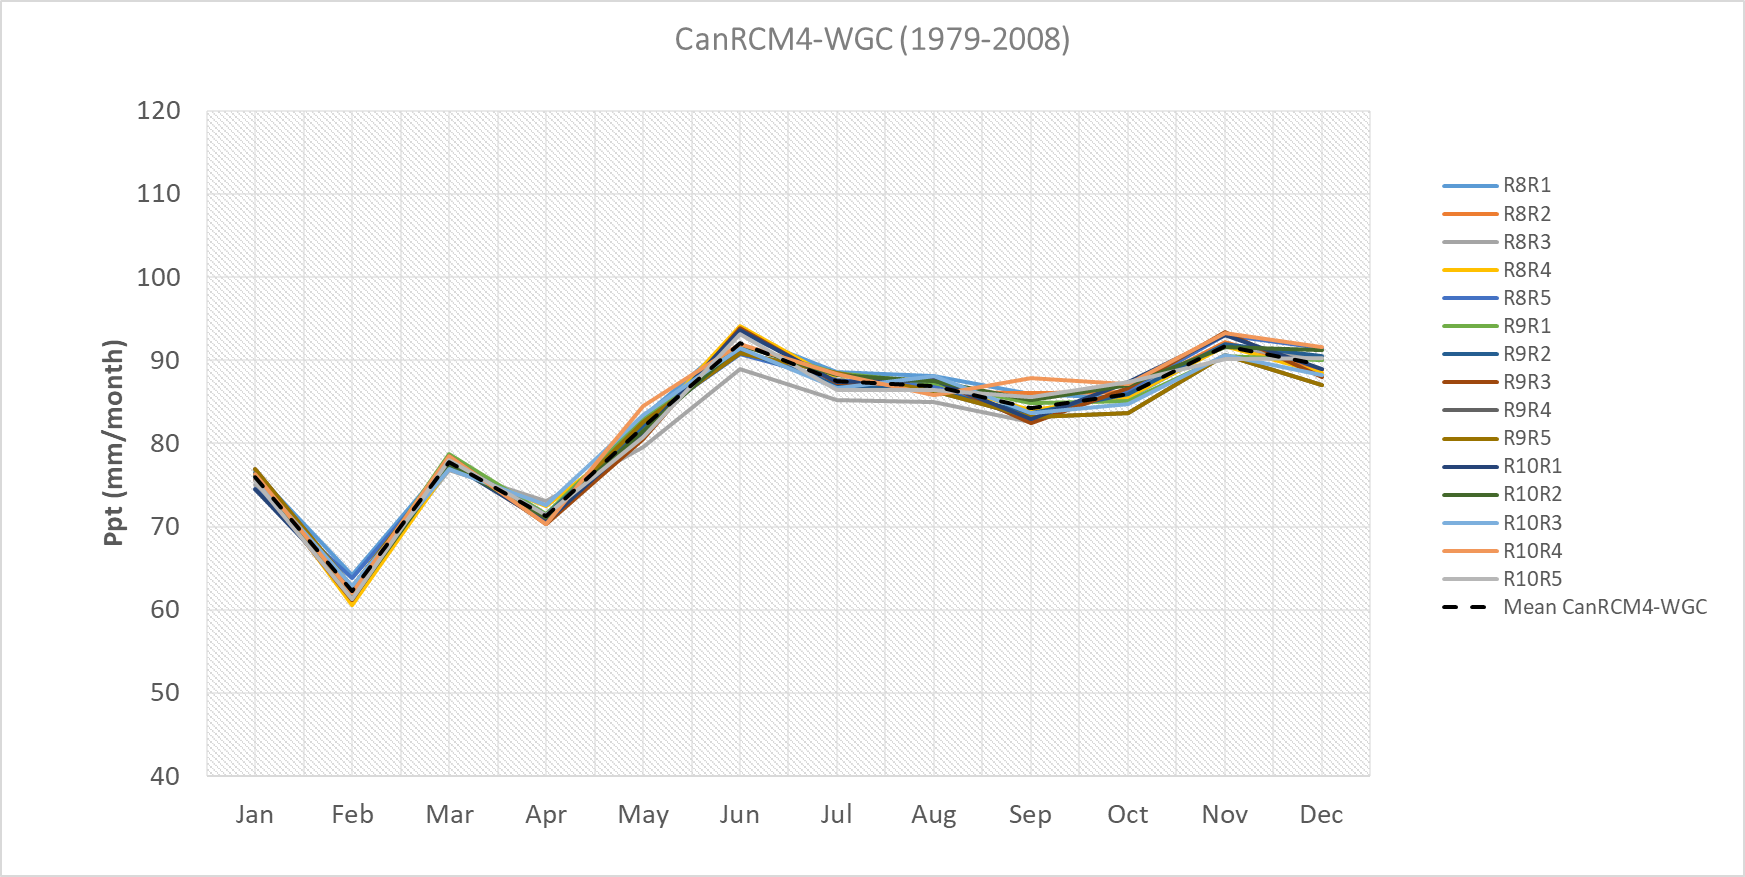 CanRCM4-WGC (1979-2008)
Ppt (mm/month)
120
110
100
90
80
70
60
50
40
Jan Feb Mar Apr May Jun Jul Aug Sep Oct Nov Dec
R8R1
R8R2
R8R3
R8R4
R8R5
R9R1
R9R2
R9R3
R9R4
R9R5
R10R1
R10R2
R10R3
R10R4
R10R5
Mean CanRCM4-WGC